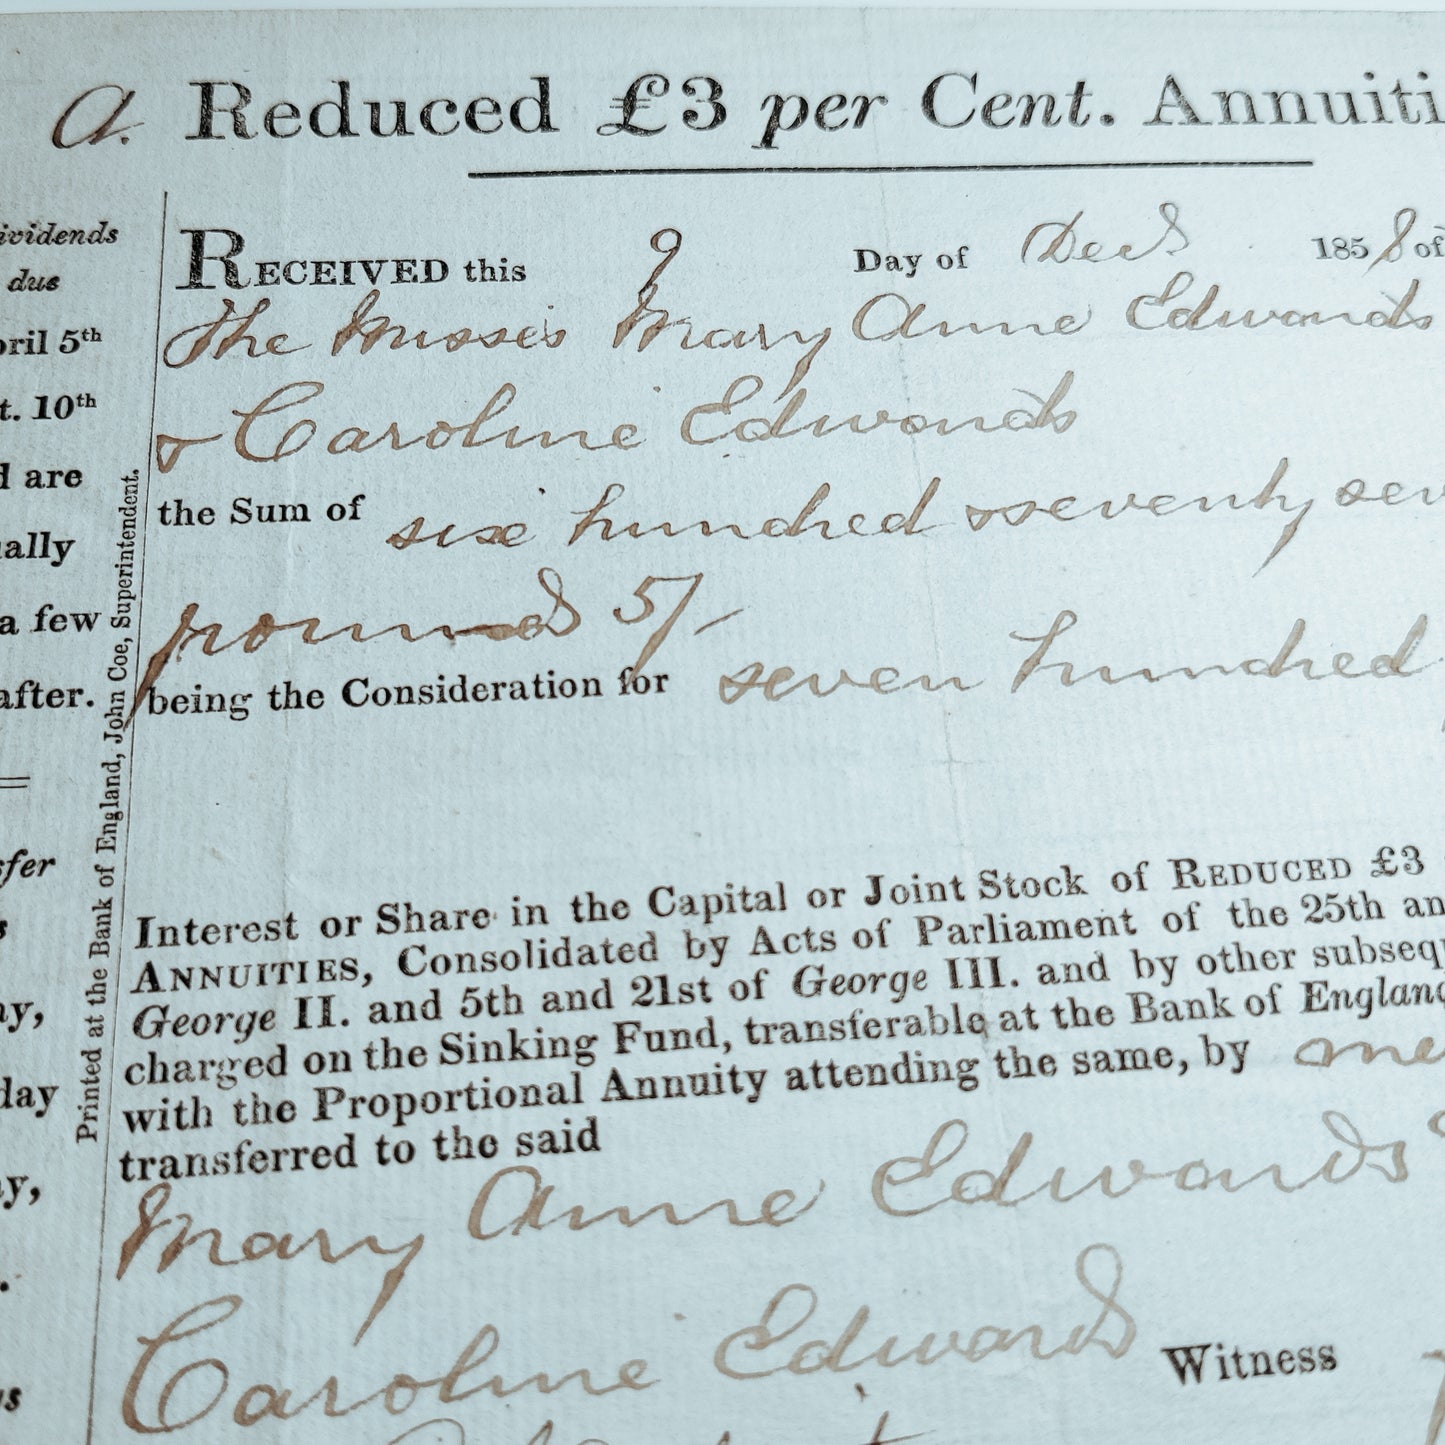 a. Reduced £3 per Cent. Annuiti
RECEIVED this 9 Day of Decr 1858 of
The Misses Mary Anne Edwards
& Caroline Edwards
the Sum of six hundred & seventy sev
pounds 5/-
being the Consideration for seven hundred
Interest or Share in the Capital or Joint Stock of REDUCED £3
ANNUITIES, Consolidated by Acts of Parliament of the 25th an
George II. and 5th and 21st of George III. and by other subsequ
charged on the Sinking Fund, transferable at the Bank of England
with the Proportional Annuity attending the same, by me
transferred to the said
Mary Anne Edwards
Caroline Edwards
Witness
ividends
due
pril 5th
t. 10th
d are
ually
a few
after.
sfer
s
ay,
day
ay,
.
us
Printed at the Bank of England, John Coe, Superintendent.